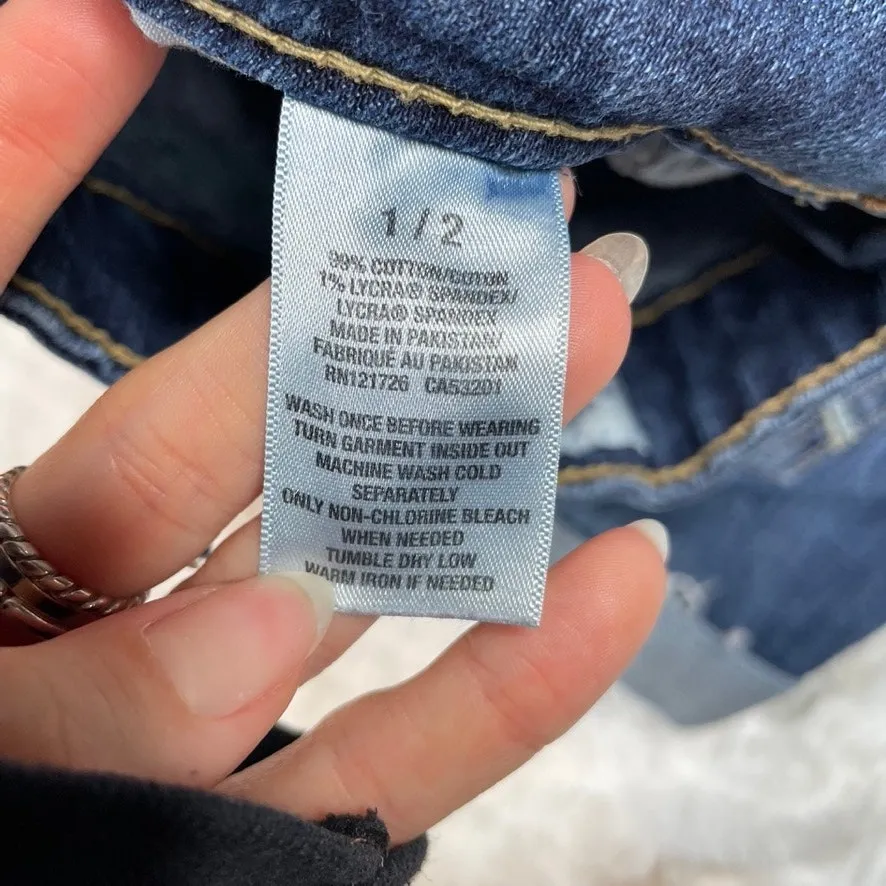 1 / 2
99% COTTON/COTON
1% LYCRA® SPANDEX/
LYCRA® SPANDEX
MADE IN PAKISTAN/
FABRIQUE AU PAKISTAN
RN121726 CA53201
WASH ONCE BEFORE WEARING
TURN GARMENT INSIDE OUT
MACHINE WASH COLD
SEPARATELY
ONLY NON-CHLORINE BLEACH
WHEN NEEDED
TUMBLE DRY LOW
WARM IRON IF NEEDED